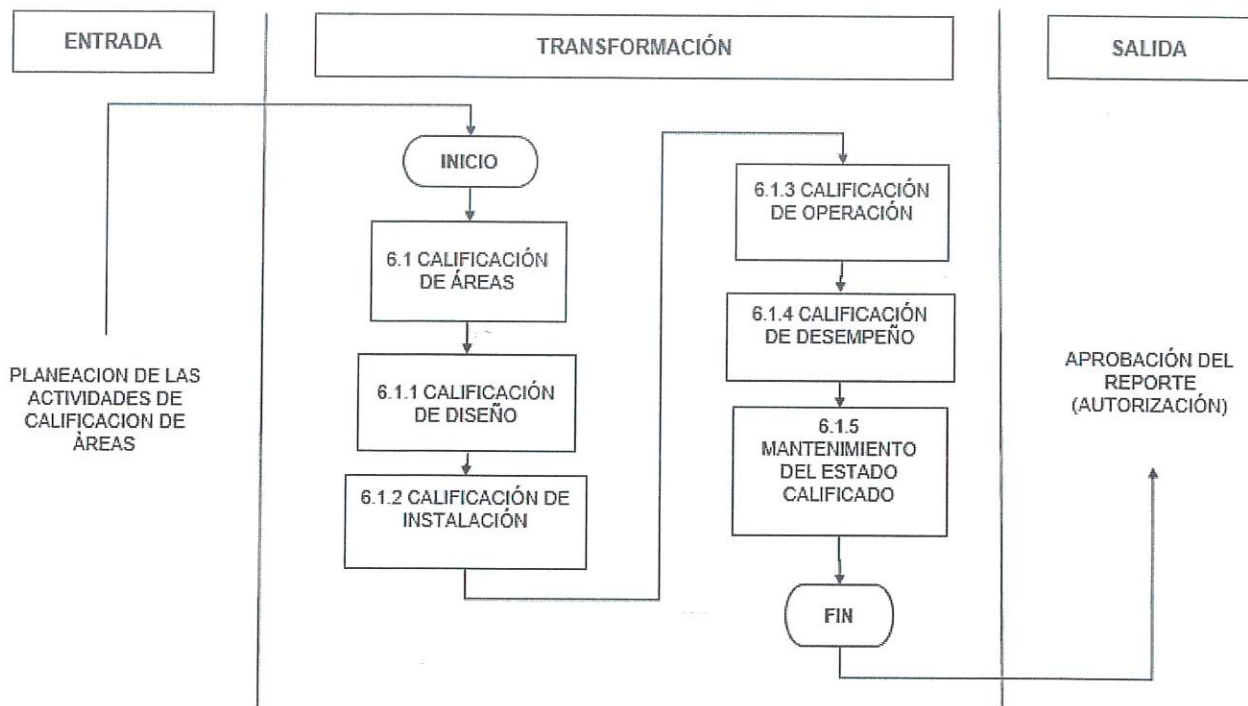 ENTRADA
TRANSFORMACIÓN
SALIDA
PLANEACION DE LAS
ACTIVIDADES DE
CALIFICACION DE
ÀREAS
INICIO
6.1 CALIFICACIÓN
DE ÁREAS
6.1.1 CALIFICACIÓN
DE DISEÑO
6.1.2 CALIFICACIÓN DE
INSTALACIÓN
6.1.3 CALIFICACIÓN
DE OPERACIÓN
6.1.4 CALIFICACIÓN
DE DESEMPEÑO
6.1.5
MANTENIMIENTO
DEL ESTADO
CALIFICADO
FIN
APROBACIÓN DEL
REPORTE
(AUTORIZACIÓN)